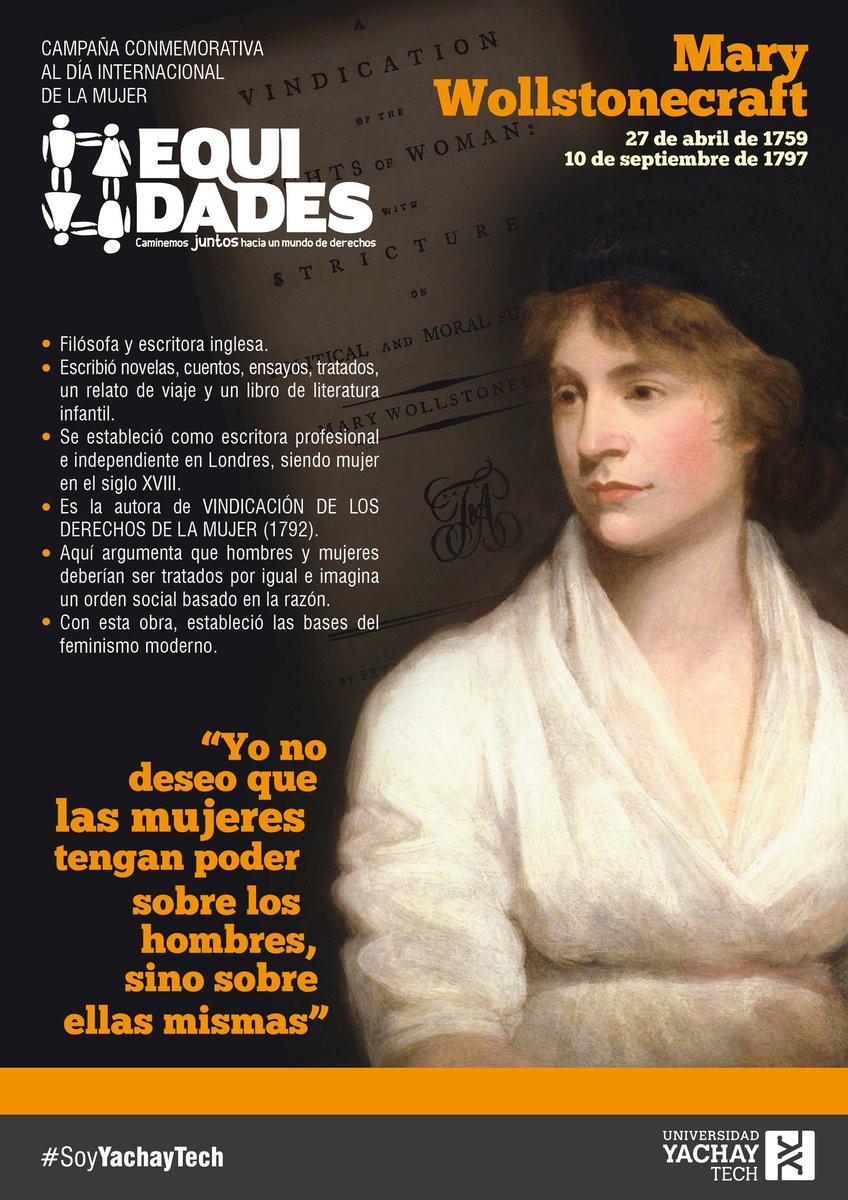 CAMPAÑA CONMEMORATIVA
AL DÍA INTERNACIONAL
DE LA MUJER
EQUI
DADES
Caminemos juntos hacia un mundo de derechos
Mary
Wollstonecraft
27 de abril de 1759
10 de septiembre de 1797
A
VINDICATION
OF THE
GHTS OF WOMAN:
WITH
STRICTURES
ON
LITICAL AND MORAL SU
MARY WOLLSTONECR
• Filósofa y escritora inglesa.
• Escribió novelas, cuentos, ensayos, tratados,
un relato de viaje y un libro de literatura
infantil.
• Se estableció como escritora profesional
e independiente en Londres, siendo mujer
en el siglo XVIII.
• Es la autora de VINDICACIÓN DE LOS
DERECHOS DE LA MUJER (1792).
• Aquí argumenta que hombres y mujeres
deberían ser tratados por igual e imagina
un orden social basado en la razón.
• Con esta obra, estableció las bases del
feminismo moderno.
“Yo no
deseo que
las mujeres
tengan poder
sobre los
hombres,
sino sobre
ellas mismas”
#SoyYachayTech
UNIVERSIDAD
YACHAY
TECH